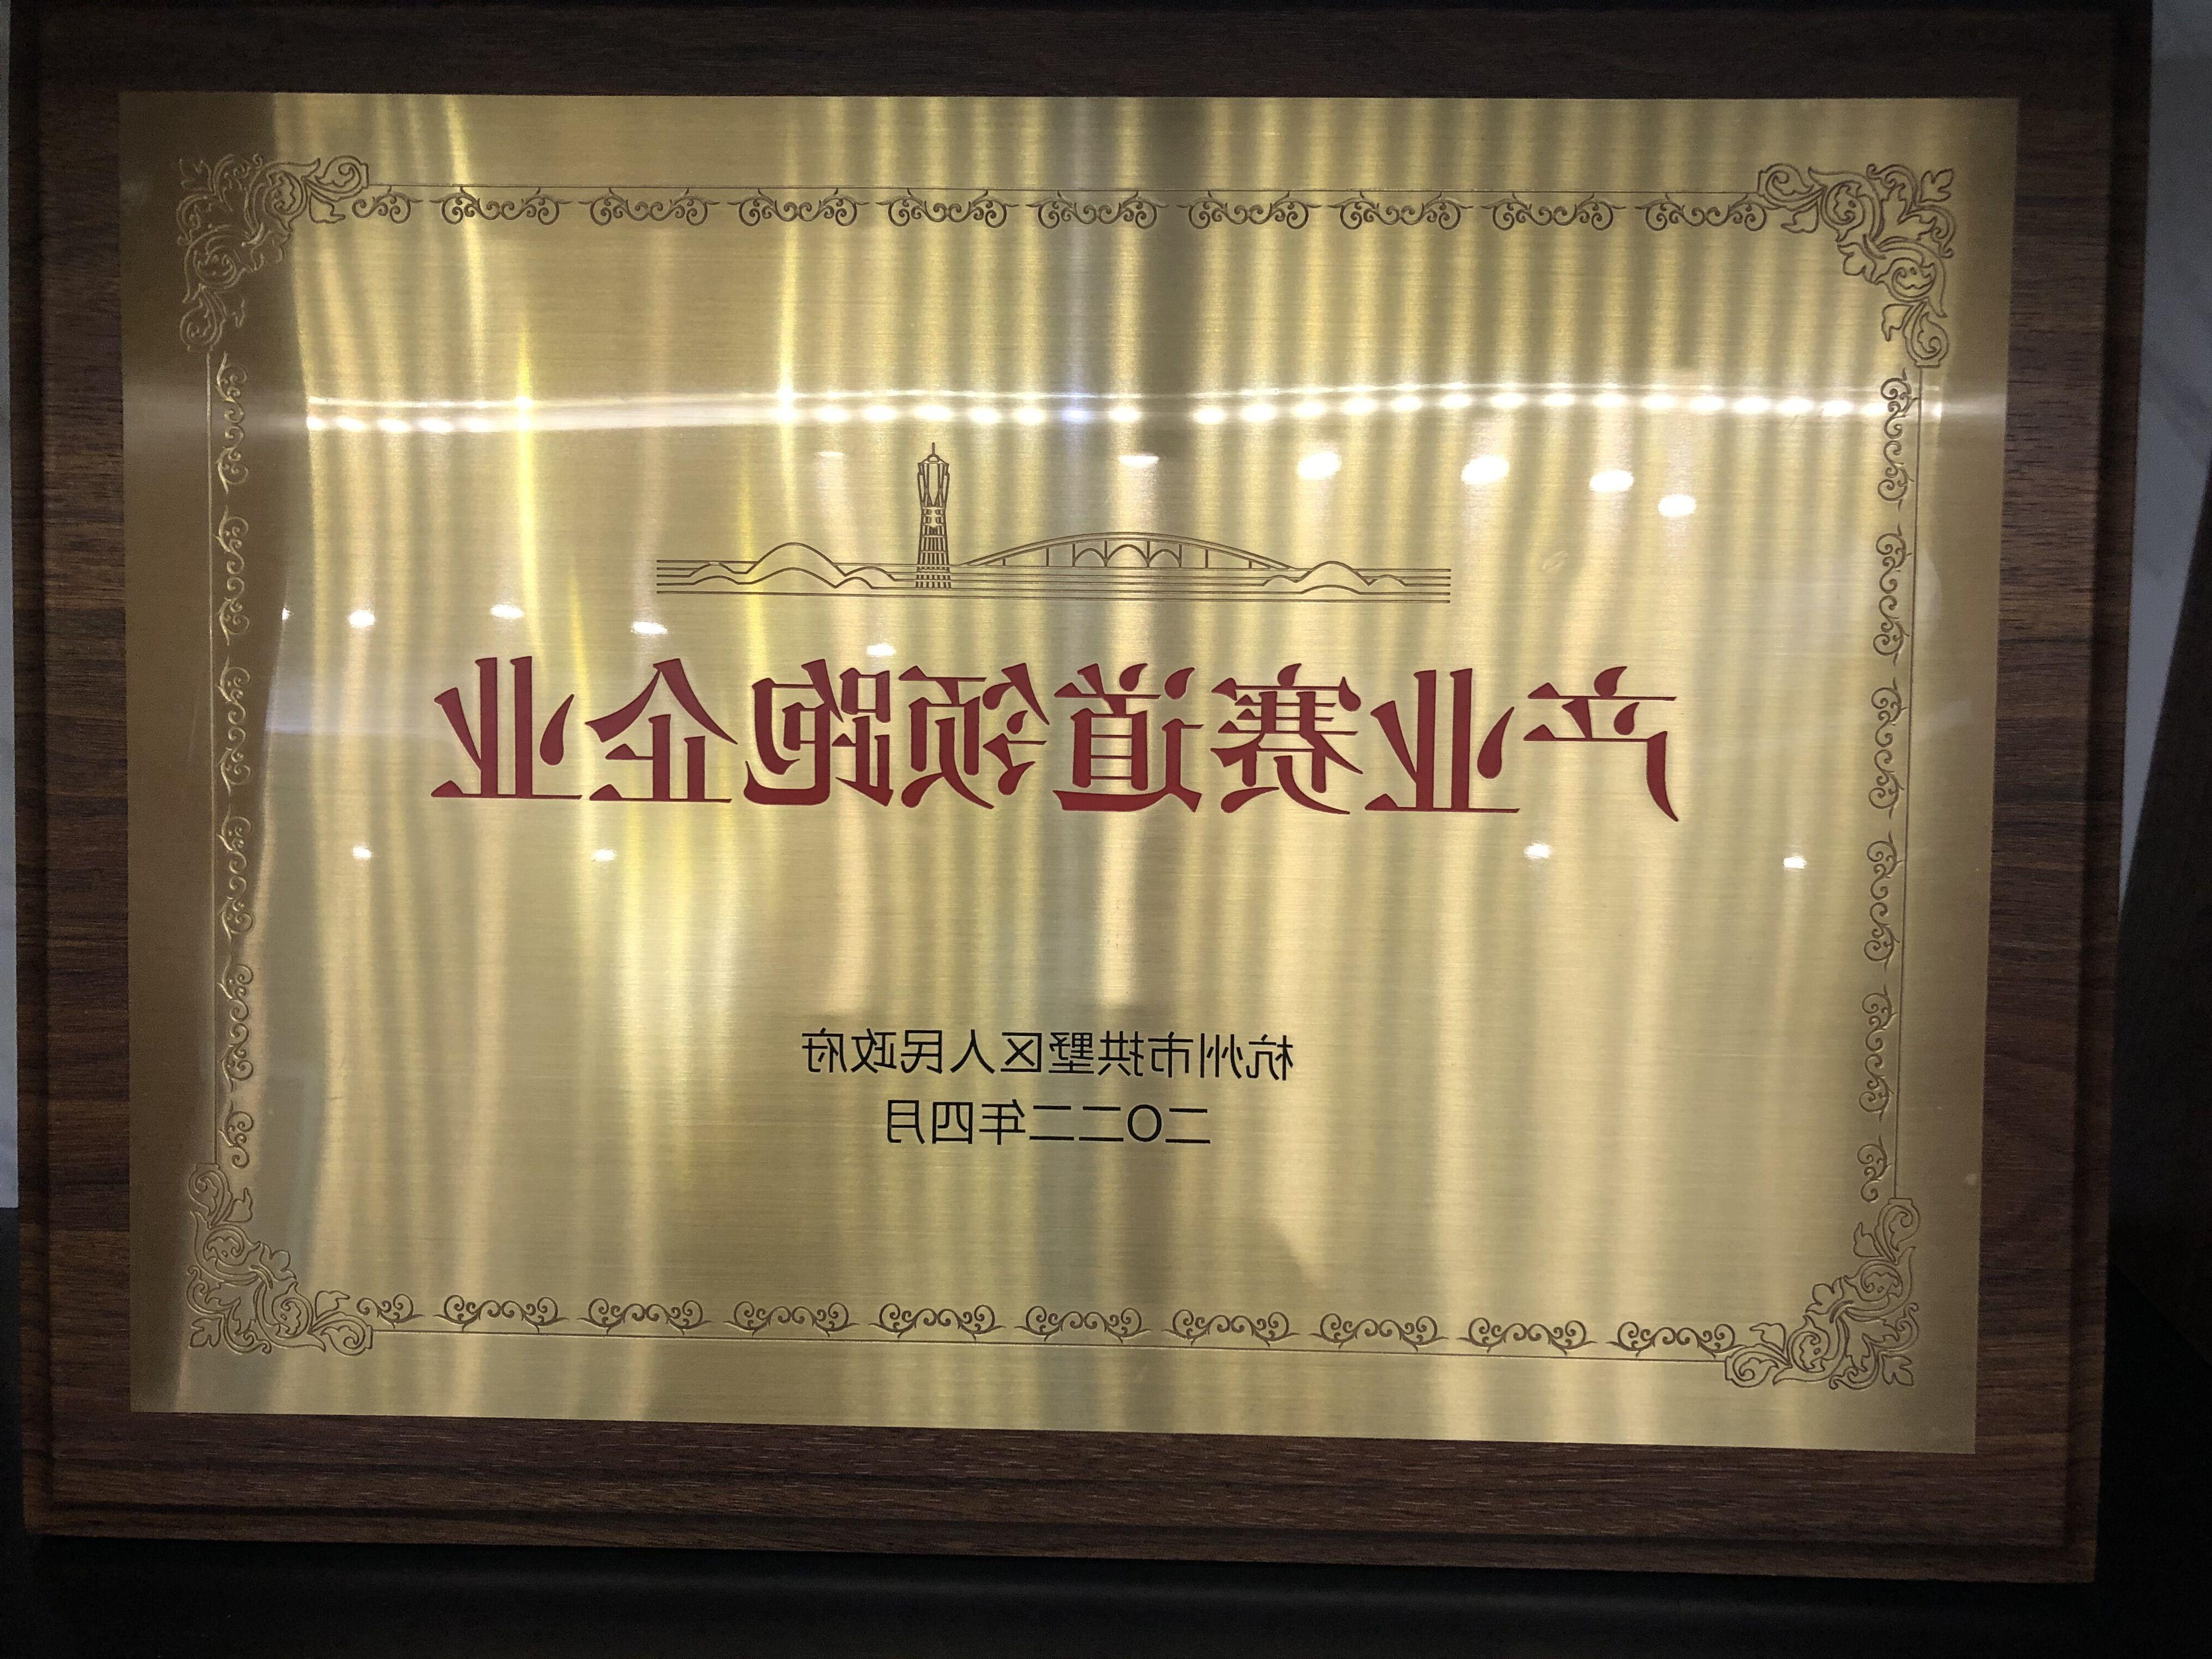 产业赛道领跑企业
杭州市拱墅区人民政府
二〇二二年四月